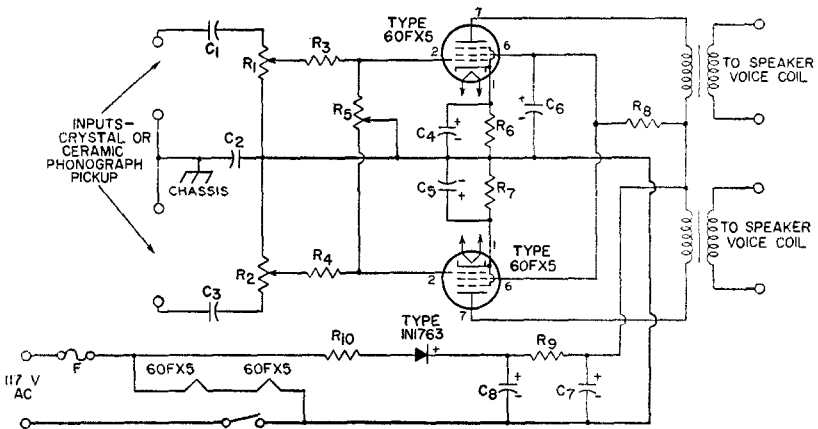 7
TYPE
60FX5
C1
R3
2
6
R1
1
TO SPEAKER
VOICE COIL
INPUTS-
CRYSTAL OR
CERAMIC
PHONOGRAPH
PICKUP
R5
+
-
C6
R8
C4
+
-
R6
C2
CHASSIS
C5
-
+
R7
TO SPEAKER
VOICE COIL
1
TYPE
60FX5
R2
R4
2
6
C3
7
TYPE
1N1763
R10
+
R9
F
117 V
AC
60FX5
60FX5
C8
+
-
C7
+
-